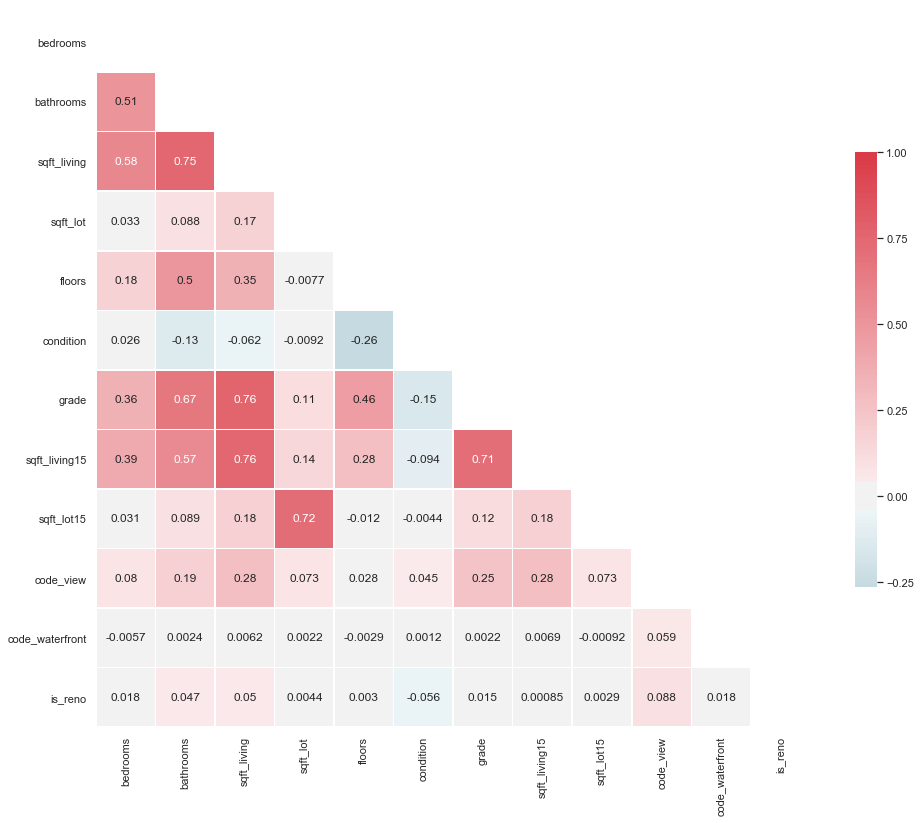 bedrooms
bathrooms 0.51
sqft_living 0.58 0.75
1.00
sqft_lot 0.033 0.088 0.17
0.75
floors 0.18 0.5 0.35 -0.0077
condition 0.026 -0.13 -0.062 -0.0092 -0.26
0.50
grade 0.36 0.67 0.76 0.11 0.46 -0.15
0.25
sqft_living15 0.39 0.57 0.76 0.14 0.28 -0.094 0.71
0.00
sqft_lot15 0.031 0.089 0.18 0.72 -0.012 -0.0044 0.12 0.18
code_view 0.08 0.19 0.28 0.073 0.028 0.045 0.25 0.28 0.073
-0.25
code_waterfront -0.0057 0.0024 0.0062 0.0022 -0.0029 0.0012 0.0022 0.0069 -0.00092 0.059
is_reno 0.018 0.047 0.05 0.0044 0.003 -0.056 0.015 0.00085 0.0029 0.088 0.018
bedrooms
bathrooms
sqft_living
sqft_lot
floors
condition
grade
sqft_living15
sqft_lot15
code_view
code_waterfront
is_reno